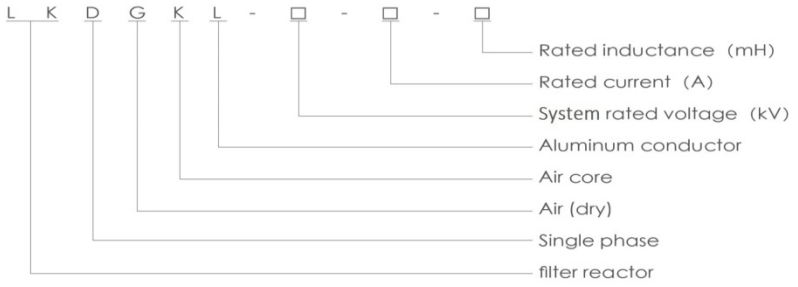 L K D G K L - □ - □ - □
Rated inductance (mH)
Rated current (A)
System rated voltage (kV)
Aluminum conductor
Air core
Air (dry)
Single phase
filter reactor